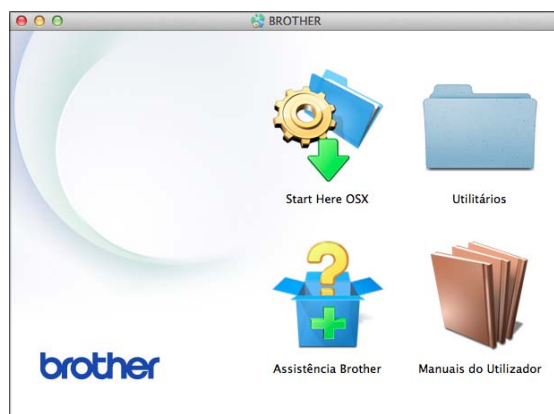 BROTHER
Start Here OSX
Utilitários
Assistência Brother
Manuais do Utilizador
brother